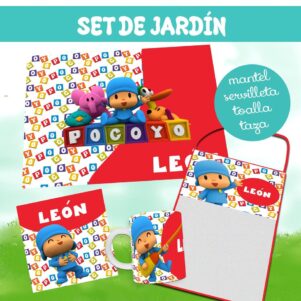 SET DE JARDÍN
mantel
servilleta
toalla
taza
POCOYO
LEÓN
LEÓN
LEÓN